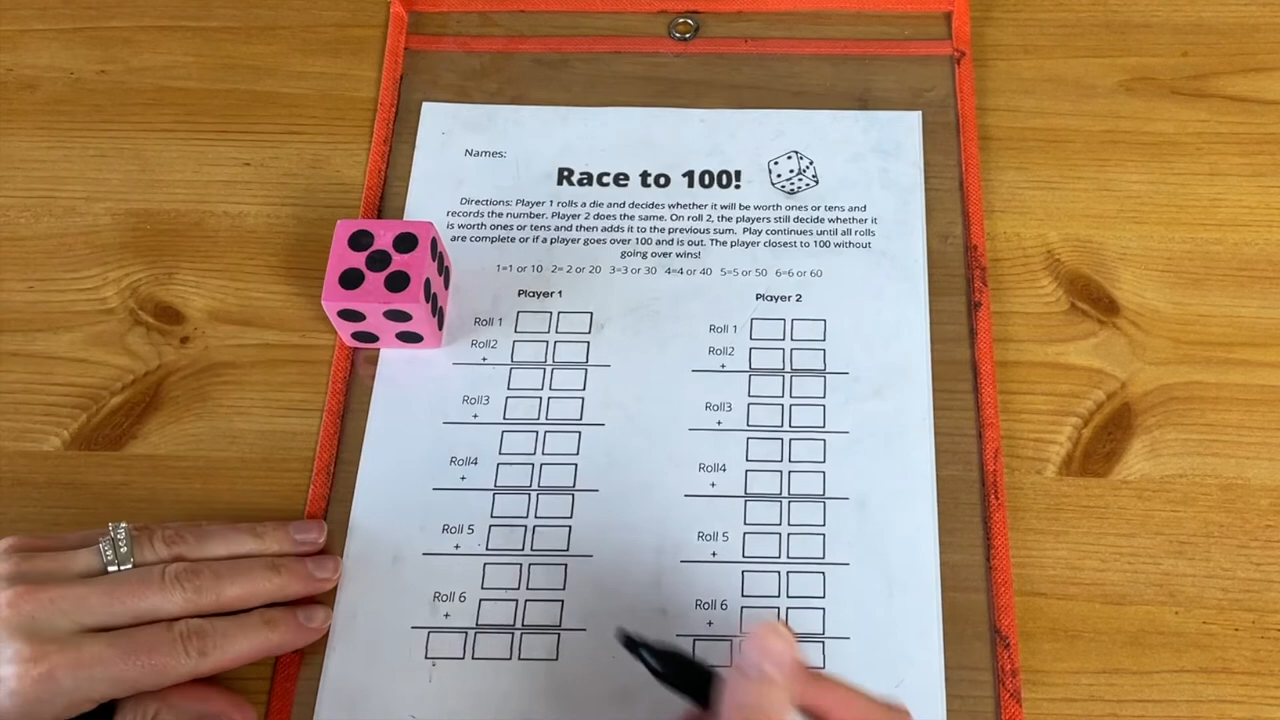 Names:
Race to 100!
Directions: Player 1 rolls a die and decides whether it will be worth ones or tens and
records the number. Player 2 does the same. On roll 2, the players still decide whether it
is worth ones or tens and then adds it to the previous sum. Play continues until all rolls
are complete or if a player goes over 100 and is out. The player closest to 100 without
going over wins!
1=1 or 10 2= 2 or 20 3=3 or 30 4=4 or 40 5=5 or 50 6=6 or 60
Player 1
Roll 1
Roll2
+
Roll3
+
Roll4
+
Roll 5
+
Roll 6
+
Player 2
Roll 1
Roll2
+
Roll3
+
Roll4
+
Roll 5
+
Roll 6
+